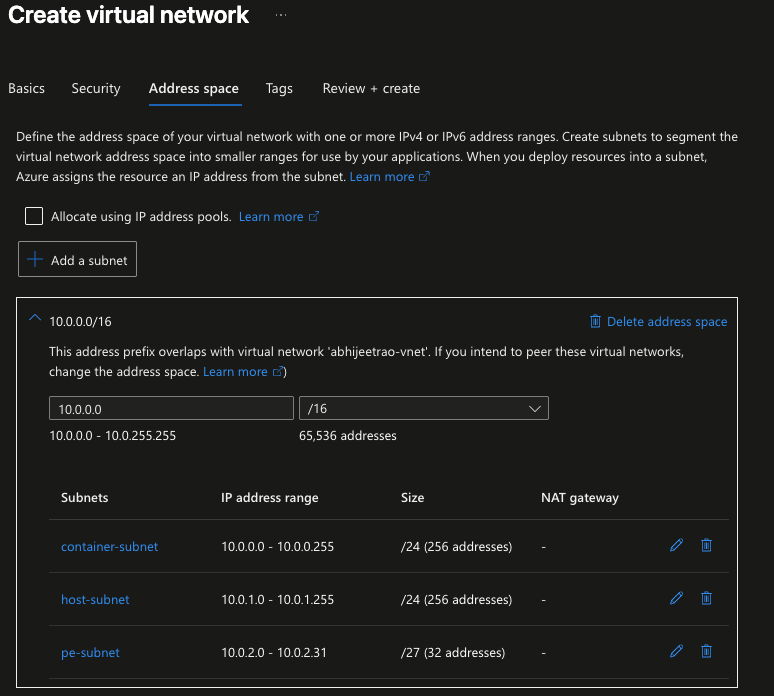 Create virtual network ...
Basics Security Address space Tags Review + create
Define the address space of your virtual network with one or more IPv4 or IPv6 address ranges. Create subnets to segment the
virtual network address space into smaller ranges for use by your applications. When you deploy resources into a subnet,
Azure assigns the resource an IP address from the subnet. Learn more
Allocate using IP address pools. Learn more
Add a subnet
10.0.0.0/16 Delete address space
This address prefix overlaps with virtual network 'abhijeetrao-vnet'. If you intend to peer these virtual networks,
change the address space. Learn more )
10.0.0.0 /16
10.0.0.0 - 10.0.255.255 65,536 addresses
Subnets IP address range Size NAT gateway
container-subnet 10.0.0.0 - 10.0.0.255 /24 (256 addresses) -
host-subnet 10.0.1.0 - 10.0.1.255 /24 (256 addresses) -
pe-subnet 10.0.2.0 - 10.0.2.31 /27 (32 addresses) -